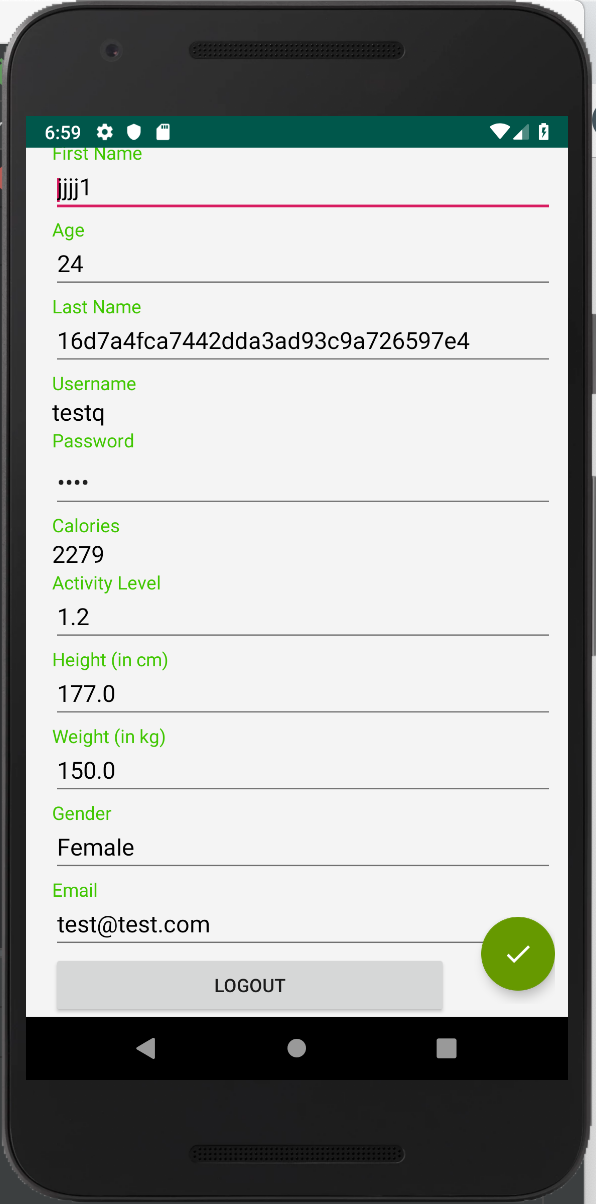 6:59
First Name
jjjj1
Age
24
Last Name
16d7a4fca7442dda3ad93c9a726597e4
Username
testq
Password
••••
Calories
2279
Activity Level
1.2
Height (in cm)
177.0
Weight (in kg)
150.0
Gender
Female
Email
test@test.com
LOGOUT